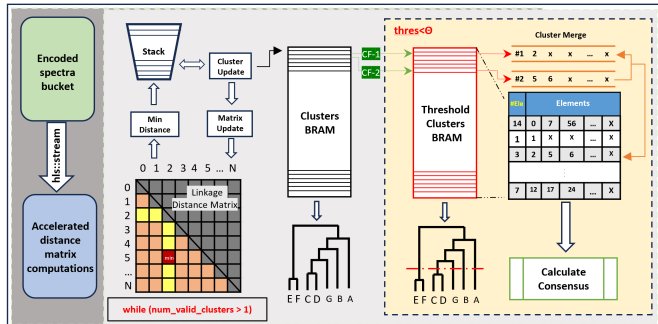 Encoded
spectra
bucket
hls::stream
Accelerated
distance
matrix
computations
Stack
Cluster
Update
Min
Distance
Matrix
Update
0 1 2 3 4 5 ... N
0
1
2
3
4
5
...
N
Linkage
Distance Matrix
min
while (num_valid_clusters > 1)
Clusters
BRAM
CF-1
CF-2
E F C D G B A
thres<Θ
Threshold
Clusters
BRAM
E F C D G B A
Cluster Merge
#1 2 x x ... x
#2 5 6 x ... x
#Ele Elements
14 0 7 56 ... X
1 1 X X ... X
3 2 5 6 ... X
7 12 17 24 ... X
Calculate
Consensus